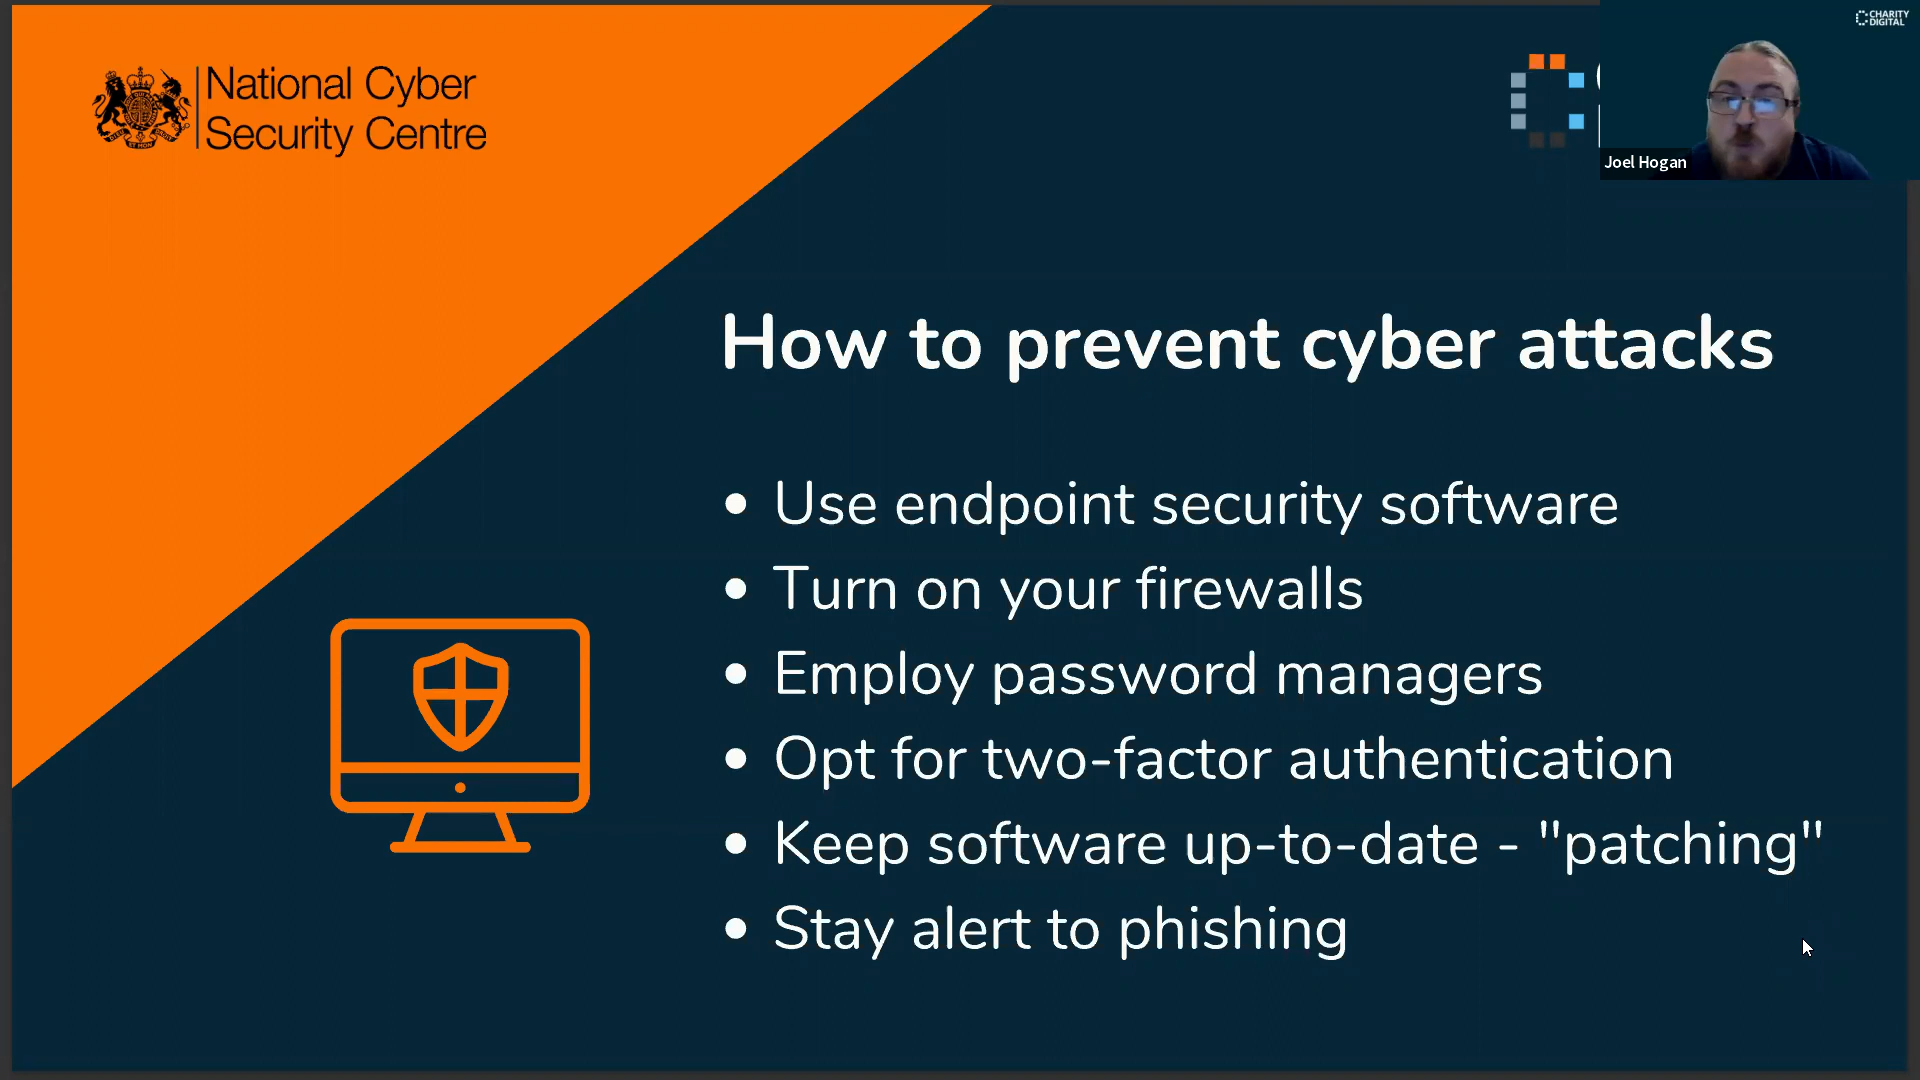 National Cyber
Security Centre
CHARITY
DIGITAL
Joel Hogan
How to prevent cyber attacks
• Use endpoint security software
• Turn on your firewalls
• Employ password managers
• Opt for two-factor authentication
• Keep software up-to-date - "patching"
• Stay alert to phishing